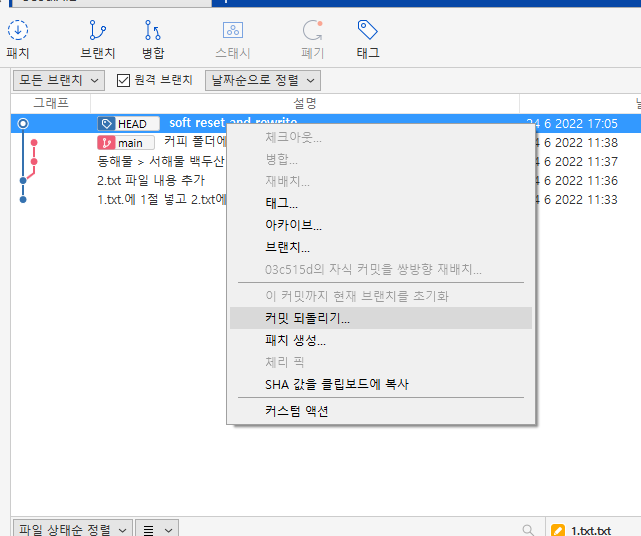 패치 브랜치 병합 스태시 폐기 태그
모든 브랜치 원격 브랜치 날짜순으로 정렬
그래프 설명
HEAD soft reset and rewrite 24 6 2022 17:05
main 커피 폴더에 4 6 2022 11:38
동해물 > 서해물 백두산 4 6 2022 11:37
2.txt 파일 내용 추가 4 6 2022 11:36
1.txt.에 1절 넣고 2.txt에 4 6 2022 11:33
체크아웃...
병합...
재배치...
태그...
아카이브...
브랜치...
03c515d의 자식 커밋을 쌍방향 재배치...
이 커밋까지 현재 브랜치를 초기화
커밋 되돌리기...
패치 생성...
체리 픽
SHA 값을 클립보드에 복사
커스텀 액션
파일 상태순 정렬 1.txt.txt